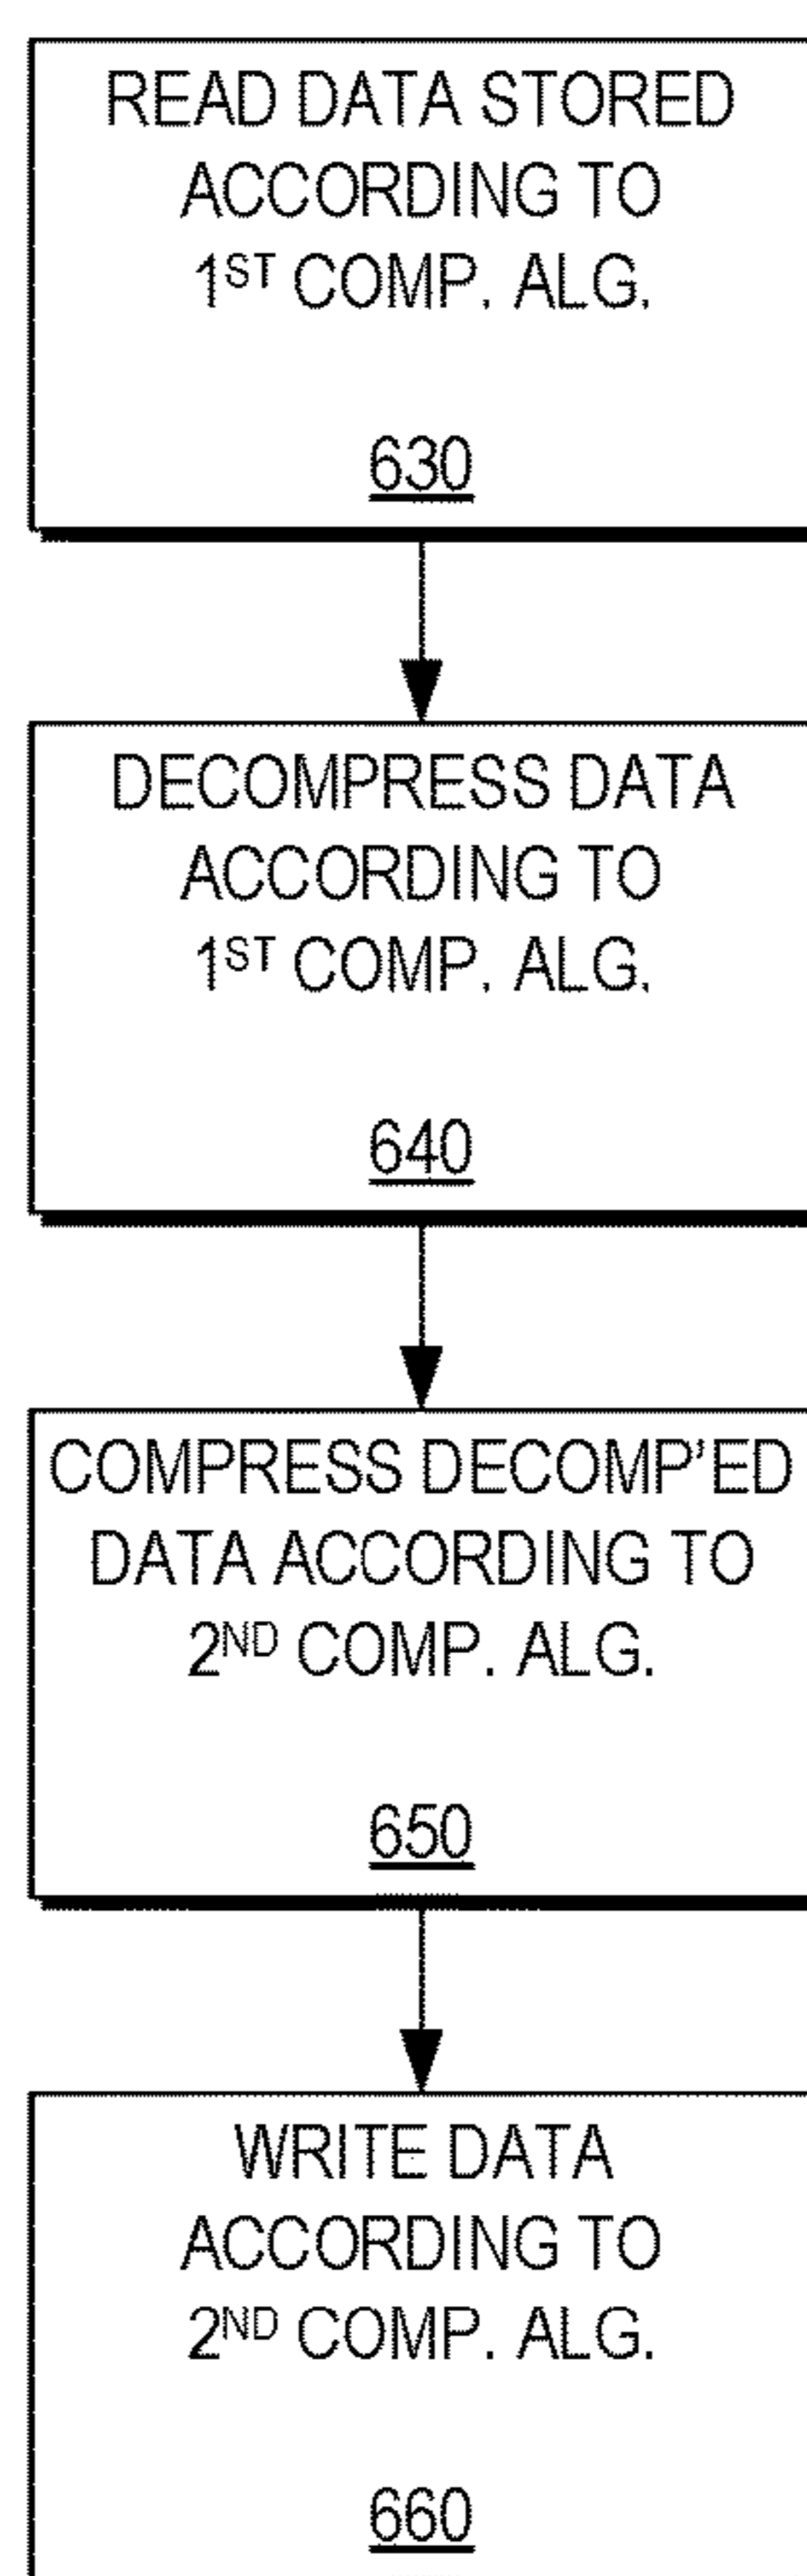 READ DATA STORED
ACCORDING TO
1ST COMP. ALG.
630
DECOMPRESS DATA
ACCORDING TO
1ST COMP. ALG.
640
COMPRESS DECOMP'ED
DATA ACCORDING TO
2ND COMP. ALG.
650
WRITE DATA
ACCORDING TO
2ND COMP. ALG.
660